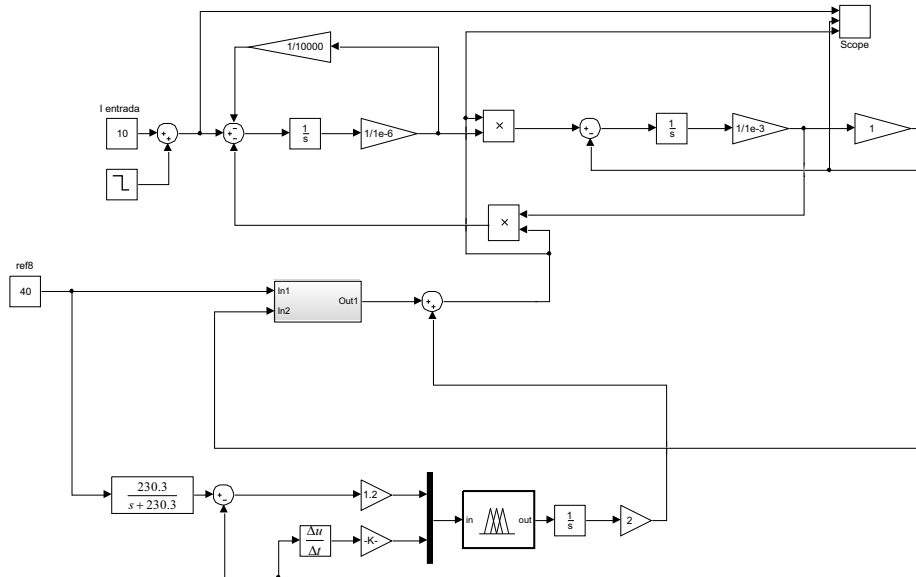 Scope
1/10000
I entrada
10
+
+
−
−
1
s
1/1e-6
×
+
−
1
s
1/1e-3
1
×
ref8
40
In1
In2
Out1
+
+
230.3
s+230.3
+
−
1.2
Δu
Δt
-K-
in
out
1
s
2